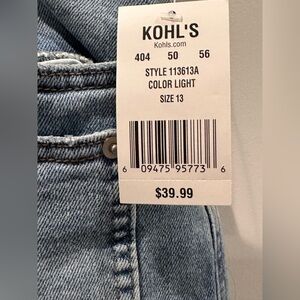 KOHL'S
Kohls.com
404 50 56
STYLE 113613A
COLOR LIGHT
SIZE 13
6 09475 95773 6
$39.99